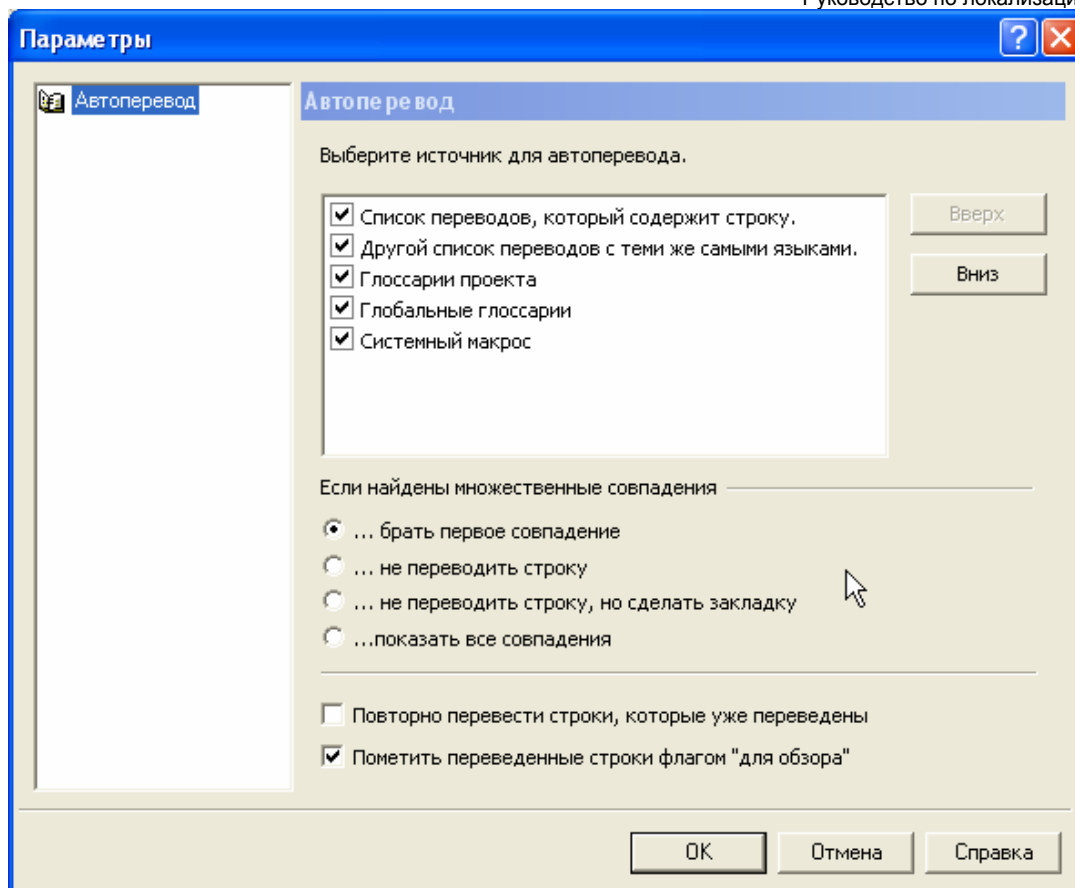 Руководство по локализаци
Параметры
Автоперевод
Автоперевод
Выберите источник для автоперевода.
Список переводов, который содержит строку.
Другой список переводов с теми же самыми языками.
Глоссарии проекта
Глобальные глоссарии
Системный макрос
Вверх
Вниз
Если найдены множественные совпадения
... брать первое совпадение
... не переводить строку
... не переводить строку, но сделать закладку
...показать все совпадения
Повторно перевести строки, которые уже переведены
Пометить переведенные строки флагом "для обзора"
OK
Отмена
Справка